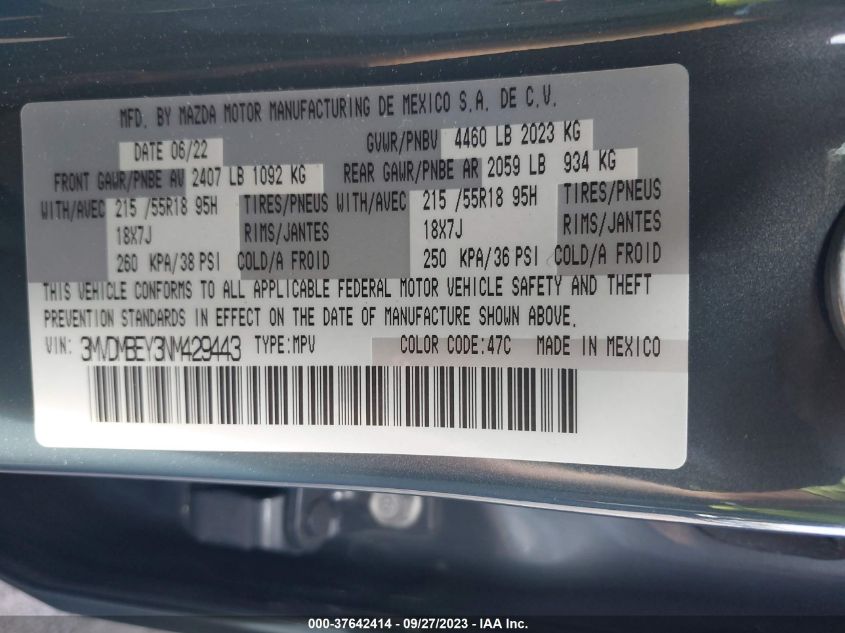 MFD. BY MAZDA MOTOR MANUFACTURING DE MEXICO S.A. DE C.V.
DATE 06/22 GVWR/PNBV 4460 LB 2023 KG
FRONT GAWR/PNBE AV 2407 LB 1092 KG REAR GAWR/PNBE AR 2059 LB 934 KG
WITH/AVEC 215 /55R18 95H TIRES/PNEUS WITH/AVEC 215 /55R18 95H TIRES/PNEUS
18X7J RIMS/JANTES 18X7J RIMS/JANTES
260 KPA/38 PSI COLD/A FROID 250 KPA/36 PSI COLD/A FROID
THIS VEHICLE CONFORMS TO ALL APPLICABLE FEDERAL MOTOR VEHICLE SAFETY AND THEFT
PREVENTION STANDARDS IN EFFECT ON THE DATE OF MANUFACTURE SHOWN ABOVE.
VIN: 3MVDMBEY3NM429443 TYPE:MPV COLOR CODE:47C MADE IN MEXICO
000-37642414 - 09/27/2023 - IAA Inc.